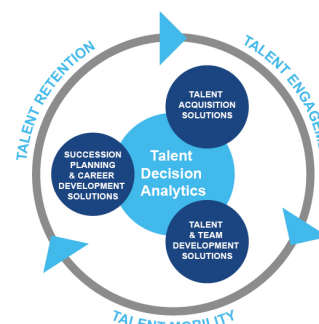 TALENT RETENTION
TALENT ENGAGEM
TALENT
ACQUISITION
SOLUTIONS
SUCCESSION
PLANNING
& CAREER
DEVELOPMENT
SOLUTIONS
Talent
Decision
Analytics
TALENT
& TEAM
DEVELOPMENT
SOLUTIONS
TALENT MOBILITY